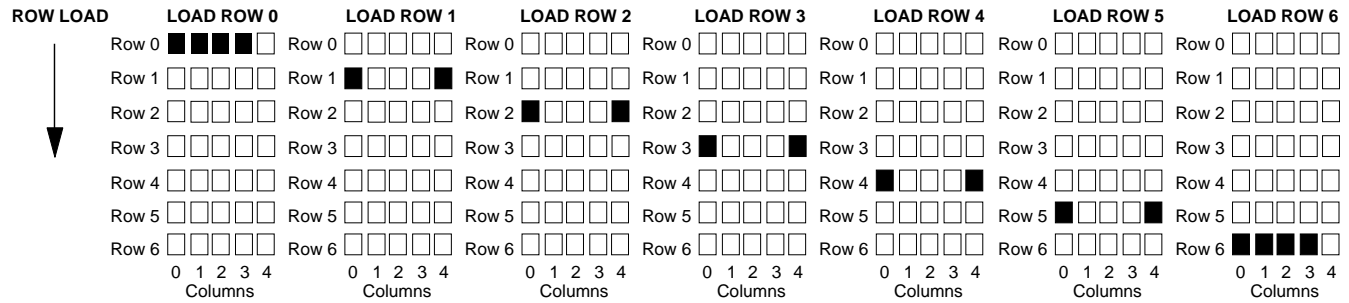 ROW LOAD LOAD ROW 0 LOAD ROW 1 LOAD ROW 2 LOAD ROW 3 LOAD ROW 4 LOAD ROW 5 LOAD ROW 6
Row 0 Row 0 Row 0 Row 0 Row 0 Row 0 Row 0
Row 1 Row 1 Row 1 Row 1 Row 1 Row 1 Row 1
Row 2 Row 2 Row 2 Row 2 Row 2 Row 2 Row 2
Row 3 Row 3 Row 3 Row 3 Row 3 Row 3 Row 3
Row 4 Row 4 Row 4 Row 4 Row 4 Row 4 Row 4
Row 5 Row 5 Row 5 Row 5 Row 5 Row 5 Row 5
Row 6 Row 6 Row 6 Row 6 Row 6 Row 6 Row 6
0 1 2 3 4 0 1 2 3 4 0 1 2 3 4 0 1 2 3 4 0 1 2 3 4 0 1 2 3 4 0 1 2 3 4
Columns Columns Columns Columns Columns Columns Columns